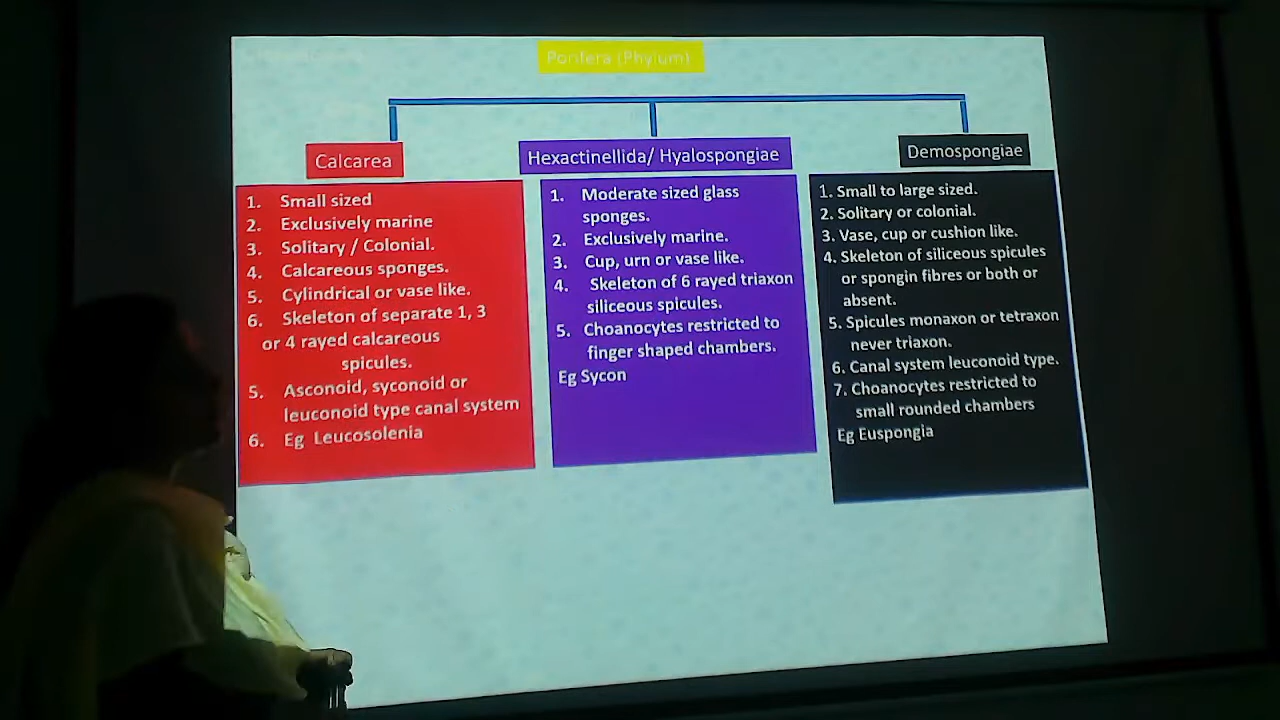 Porifera (Phylum)
Calcarea
1. Small sized
2. Exclusively marine
3. Solitary / Colonial.
4. Calcareous sponges.
5. Cylindrical or vase like.
6. Skeleton of separate 1, 3
or 4 rayed calcareous
spicules.
5. Asconoid, syconoid or
leuconoid type canal system
6. Eg Leucosolenia
Hexactinellida/ Hyalospongiae
1. Moderate sized glass
sponges.
2. Exclusively marine.
3. Cup, urn or vase like.
4. Skeleton of 6 rayed triaxon
siliceous spicules.
5. Choanocytes restricted to
finger shaped chambers.
Eg Sycon
Demospongiae
1. Small to large sized.
2. Solitary or colonial.
3. Vase, cup or cushion like.
4. Skeleton of siliceous spicules
or spongin fibres or both or
absent.
5. Spicules monaxon or tetraxon
never triaxon.
6. Canal system leuconoid type.
7. Choanocytes restricted to
small rounded chambers
Eg Euspongia